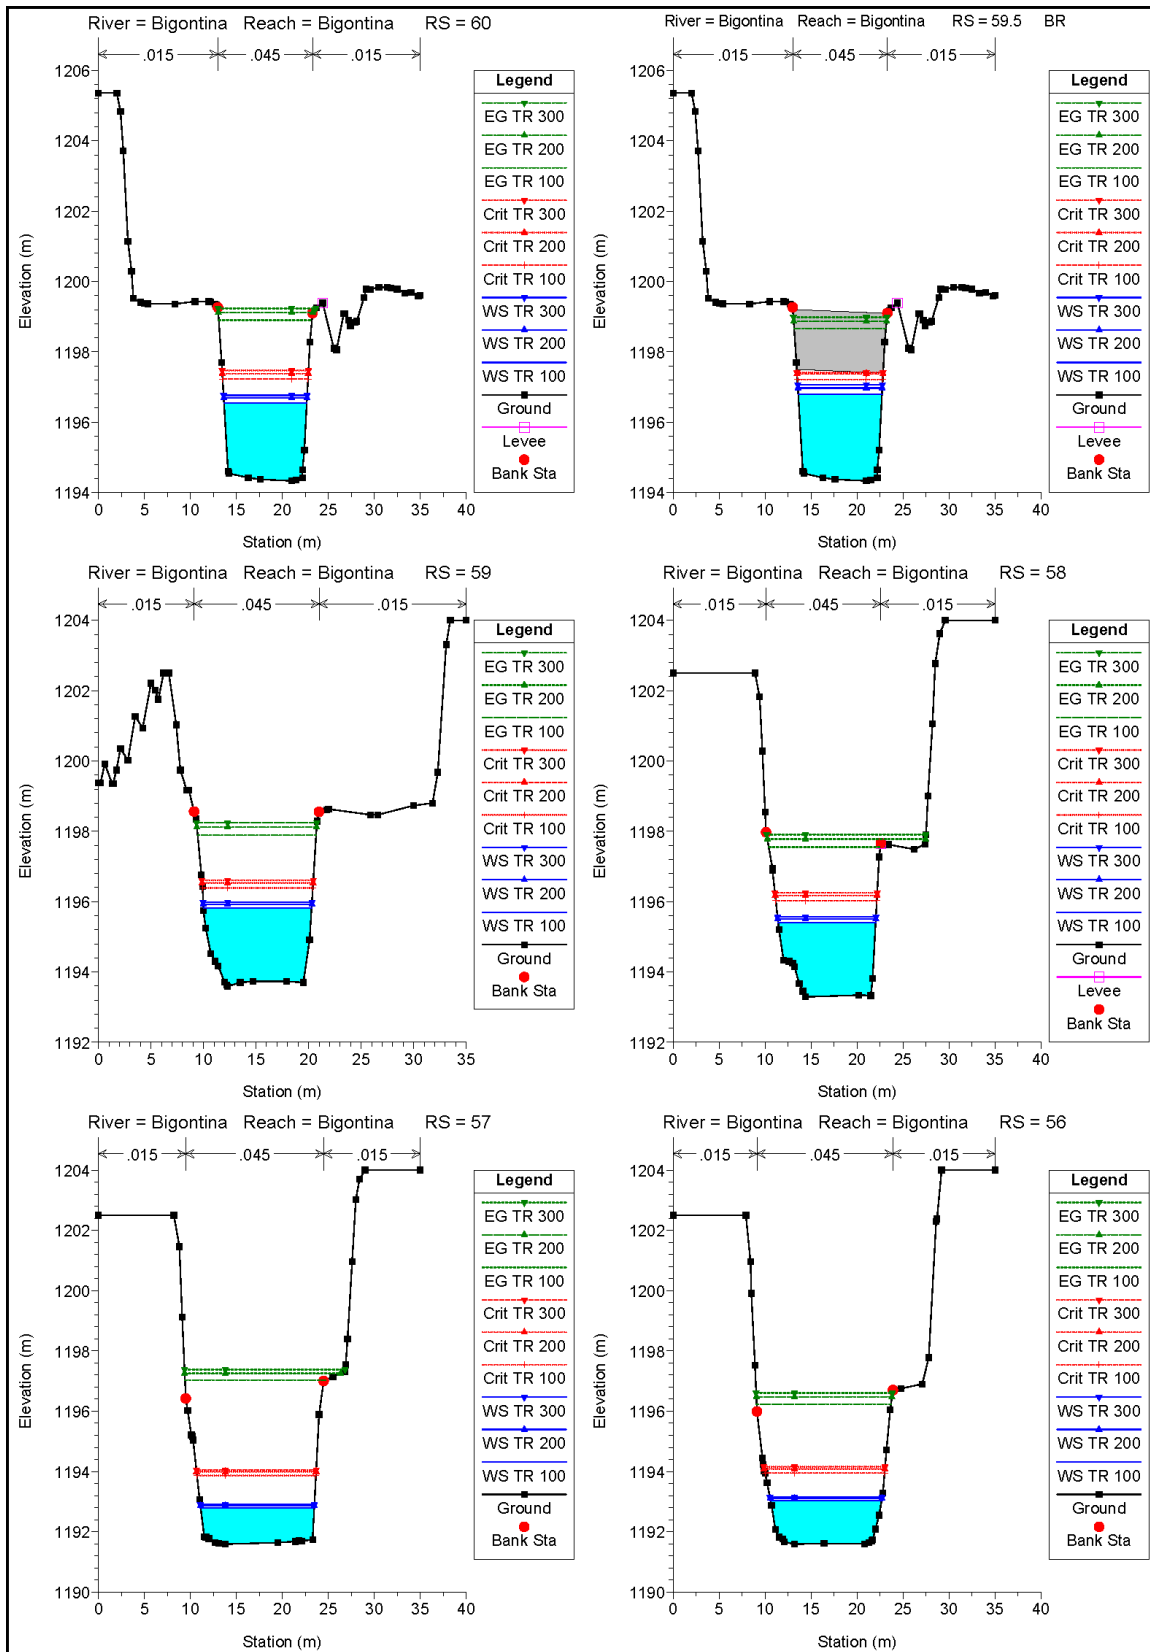 River = Bigontina Reach = Bigontina RS = 60
.015 .045 .015
Elevation (m)
1206
1204
1202
1200
1198
1196
1194
0 5 10 15 20 25 30 35 40
Station (m)
Legend
EG TR 300
EG TR 200
EG TR 100
Crit TR 300
Crit TR 200
Crit TR 100
WS TR 300
WS TR 200
WS TR 100
Ground
Levee
Bank Sta
River = Bigontina Reach = Bigontina RS = 59.5 BR
.015 .045 .015
Elevation (m)
1206
1204
1202
1200
1198
1196
1194
0 5 10 15 20 25 30 35 40
Station (m)
Legend
EG TR 300
EG TR 200
EG TR 100
Crit TR 300
Crit TR 200
Crit TR 100
WS TR 300
WS TR 200
WS TR 100
Ground
Levee
Bank Sta
River = Bigontina Reach = Bigontina RS = 59
.015 .045 .015
Elevation (m)
1204
1202
1200
1198
1196
1194
1192
0 5 10 15 20 25 30 35
Station (m)
Legend
EG TR 300
EG TR 200
EG TR 100
Crit TR 300
Crit TR 200
Crit TR 100
WS TR 300
WS TR 200
WS TR 100
Ground
Bank Sta
River = Bigontina Reach = Bigontina RS = 58
.015 .045 .015
Elevation (m)
1204
1202
1200
1198
1196
1194
1192
0 5 10 15 20 25 30 35 40
Station (m)
Legend
EG TR 300
EG TR 200
EG TR 100
Crit TR 300
Crit TR 200
Crit TR 100
WS TR 300
WS TR 200
WS TR 100
Ground
Levee
Bank Sta
River = Bigontina Reach = Bigontina RS = 57
.015 .045 .015
Elevation (m)
1204
1202
1200
1198
1196
1194
1192
1190
0 5 10 15 20 25 30 35 40
Station (m)
Legend
EG TR 300
EG TR 200
EG TR 100
Crit TR 300
Crit TR 200
Crit TR 100
WS TR 300
WS TR 200
WS TR 100
Ground
Bank Sta
River = Bigontina Reach = Bigontina RS = 56
.015 .045 .015
Elevation (m)
1204
1202
1200
1198
1196
1194
1192
1190
0 5 10 15 20 25 30 35 40
Station (m)
Legend
EG TR 300
EG TR 200
EG TR 100
Crit TR 300
Crit TR 200
Crit TR 100
WS TR 300
WS TR 200
WS TR 100
Ground
Bank Sta